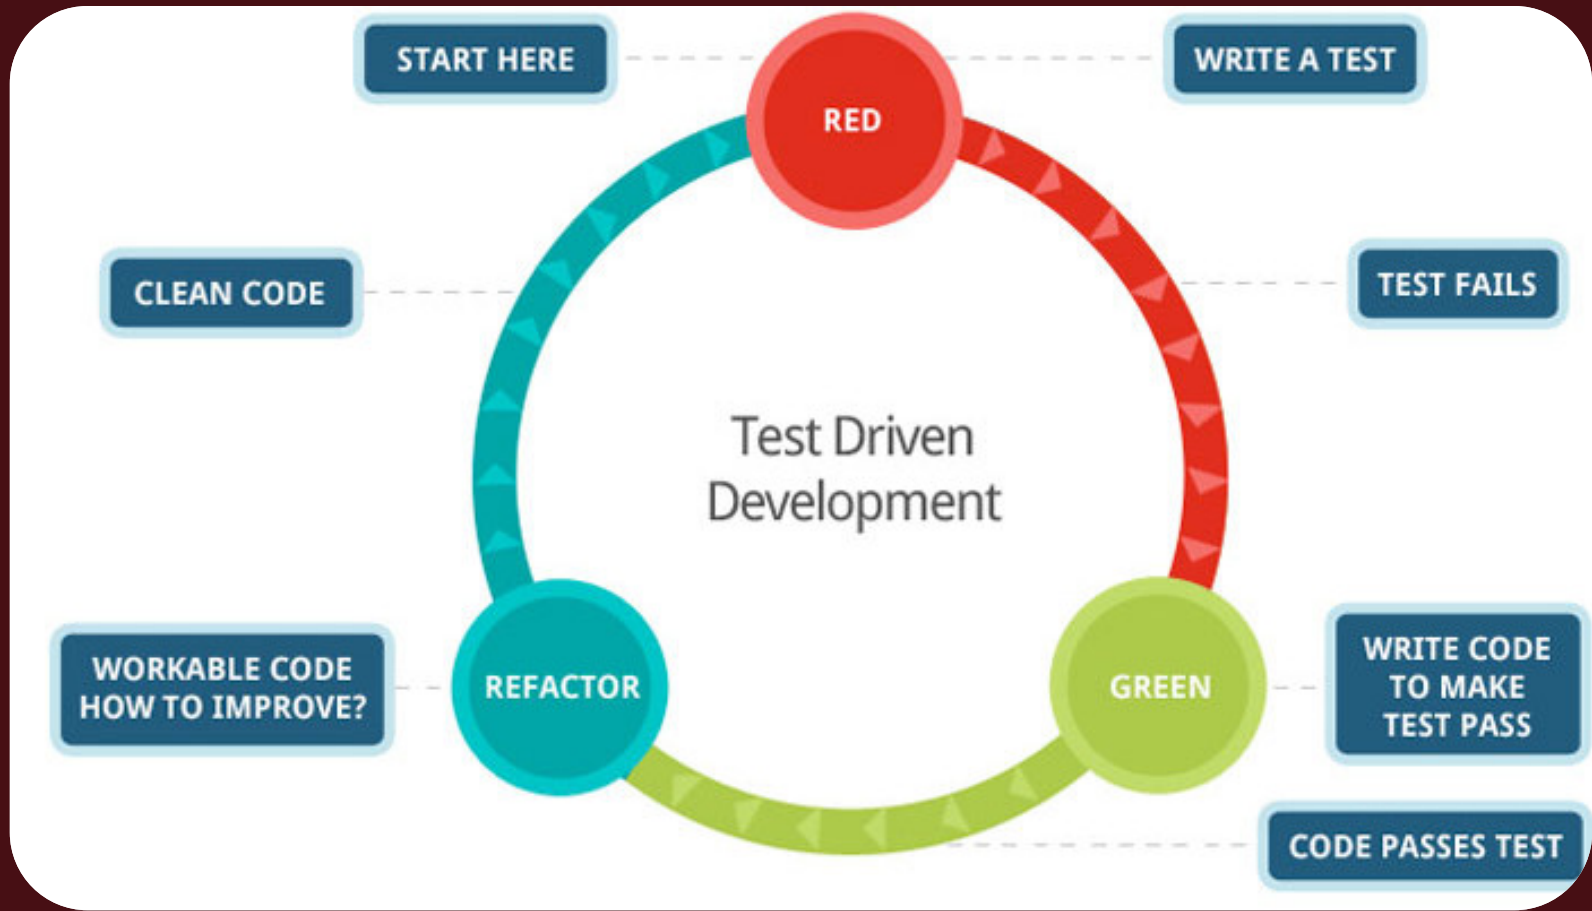 START HERE
RED
WRITE A TEST
CLEAN CODE
TEST FAILS
Test Driven
Development
WORKABLE CODE
HOW TO IMPROVE?
REFACTOR
GREEN
WRITE CODE
TO MAKE
TEST PASS
CODE PASSES TEST